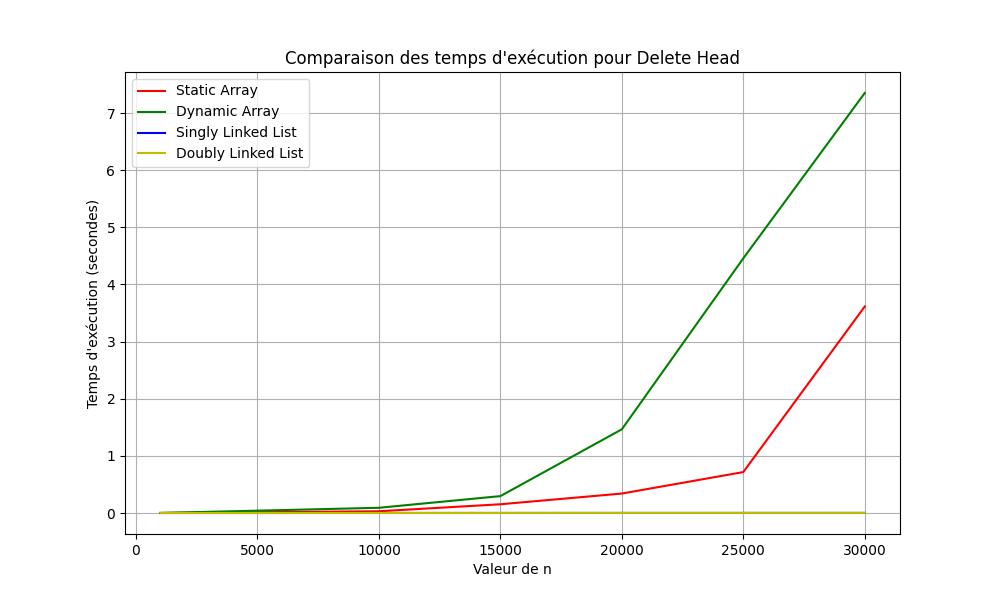 Comparaison des temps d'exécution pour Delete Head
Static Array
Dynamic Array
Singly Linked List
Doubly Linked List
Temps d'exécution (secondes)
7
6
5
4
3
2
1
0
0 5000 10000 15000 20000 25000 30000
Valeur de n